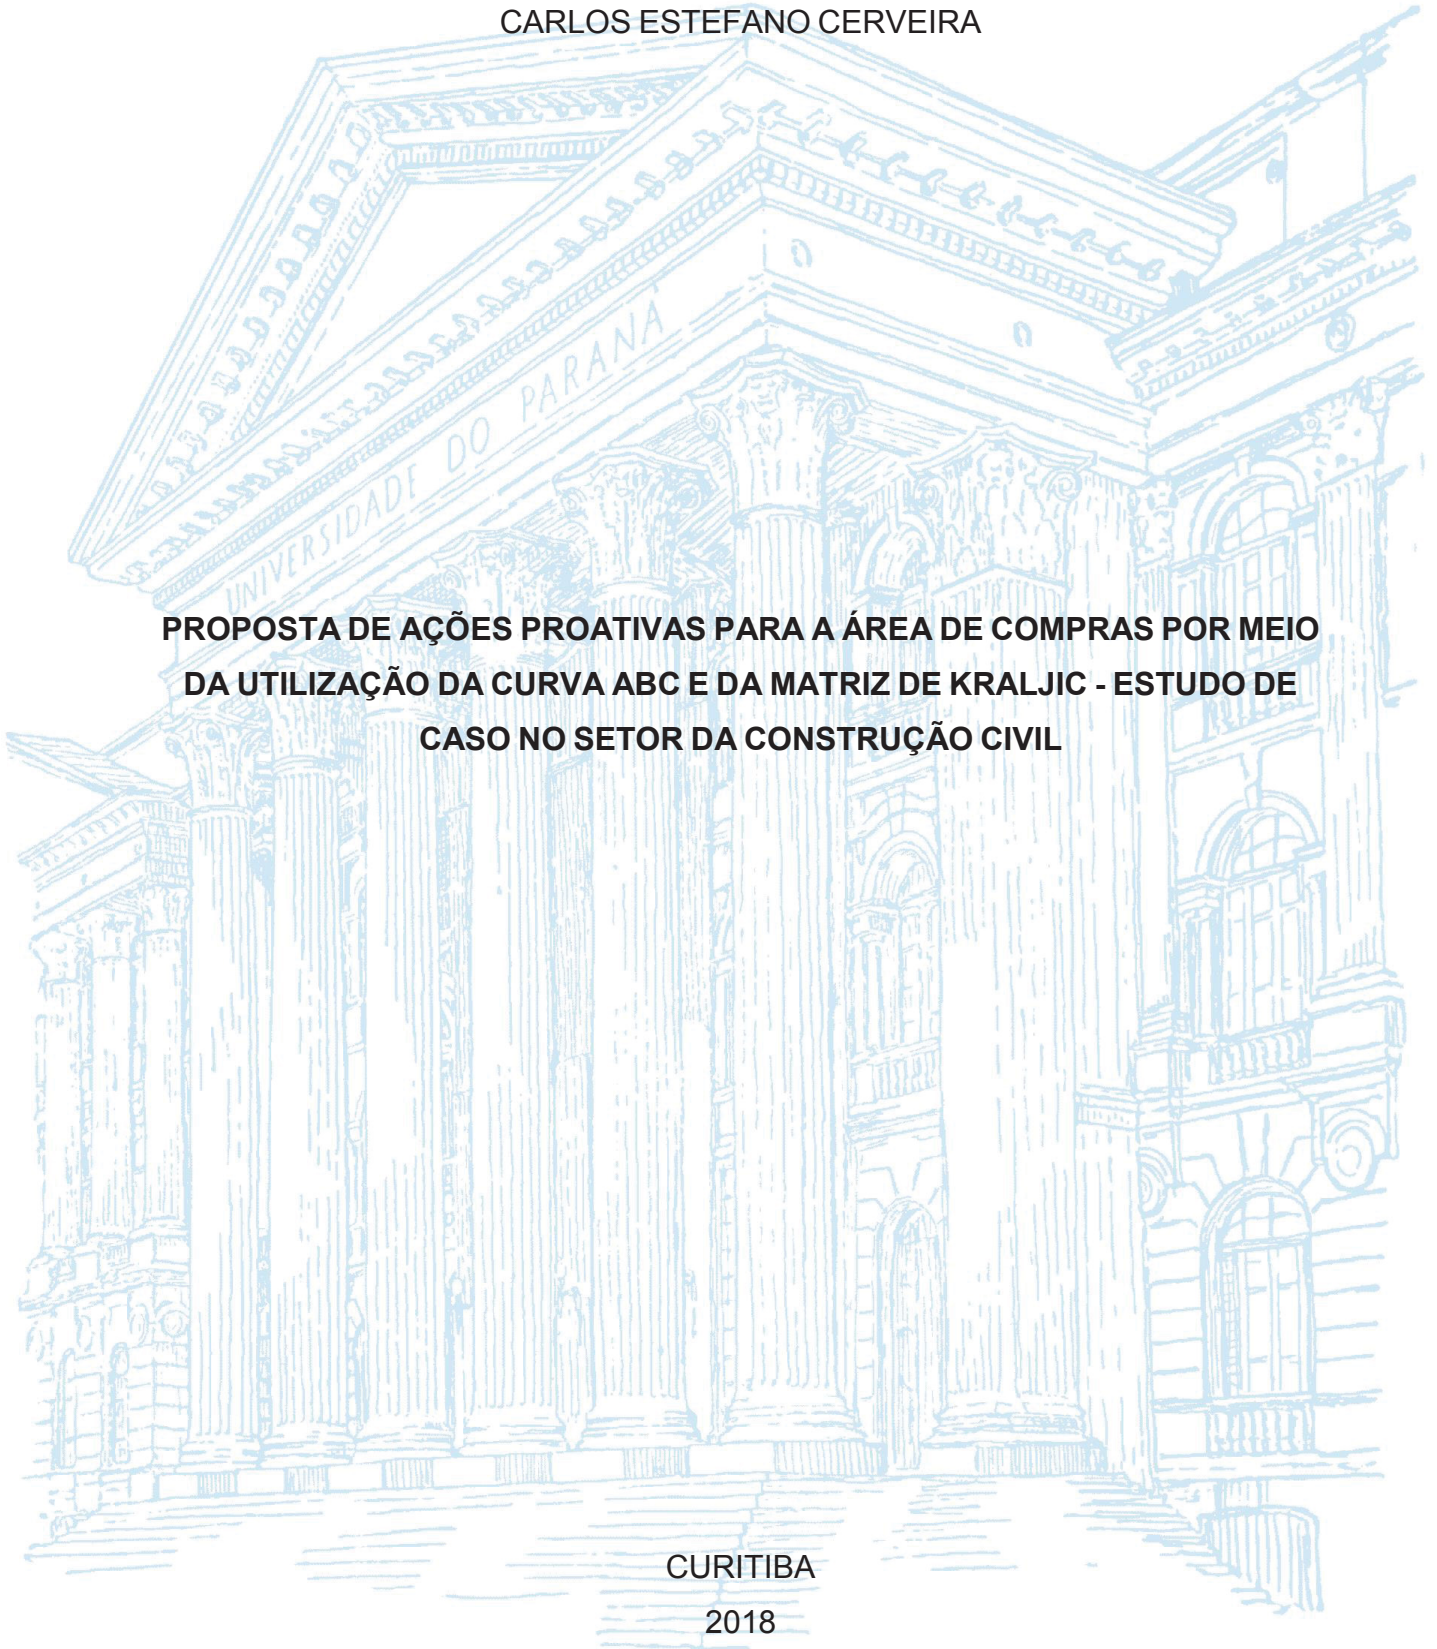 CARLOS ESTEFANO CERVEIRA
UNIVERSIDADE DO PARANÁ
PROPOSTA DE AÇÕES PROATIVAS PARA A ÁREA DE COMPRAS POR MEIO
DA UTILIZAÇÃO DA CURVA ABC E DA MATRIZ DE KRALJIC - ESTUDO DE
CASO NO SETOR DA CONSTRUÇÃO CIVIL
CURITIBA
2018